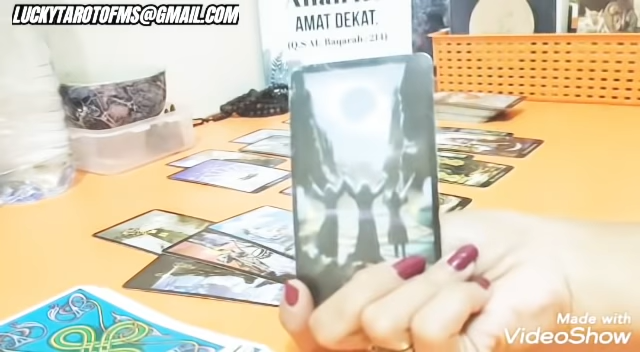 LUCKYTAROTOFMS@GMAIL.COM
AMAT DEKAT.
(Q.S Al-Baqarah: 214)
Made with
VideoShow